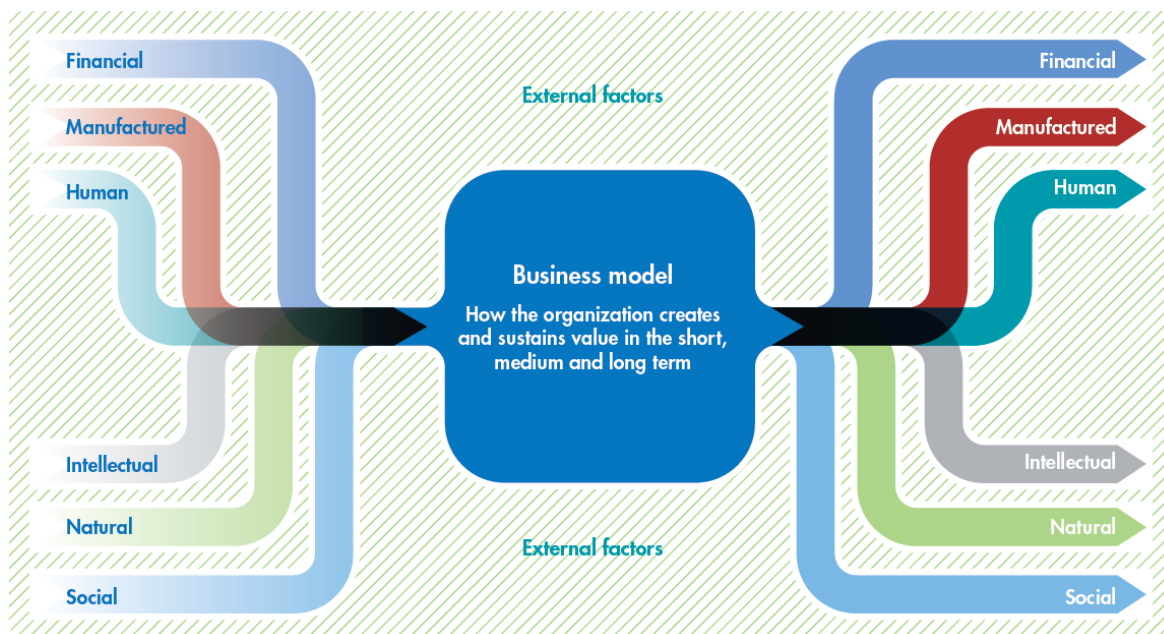 Financial
Manufactured
Human
Intellectual
Natural
Social
External factors
Business model
How the organization creates
and sustains value in the short,
medium and long term
External factors
Financial
Manufactured
Human
Intellectual
Natural
Social